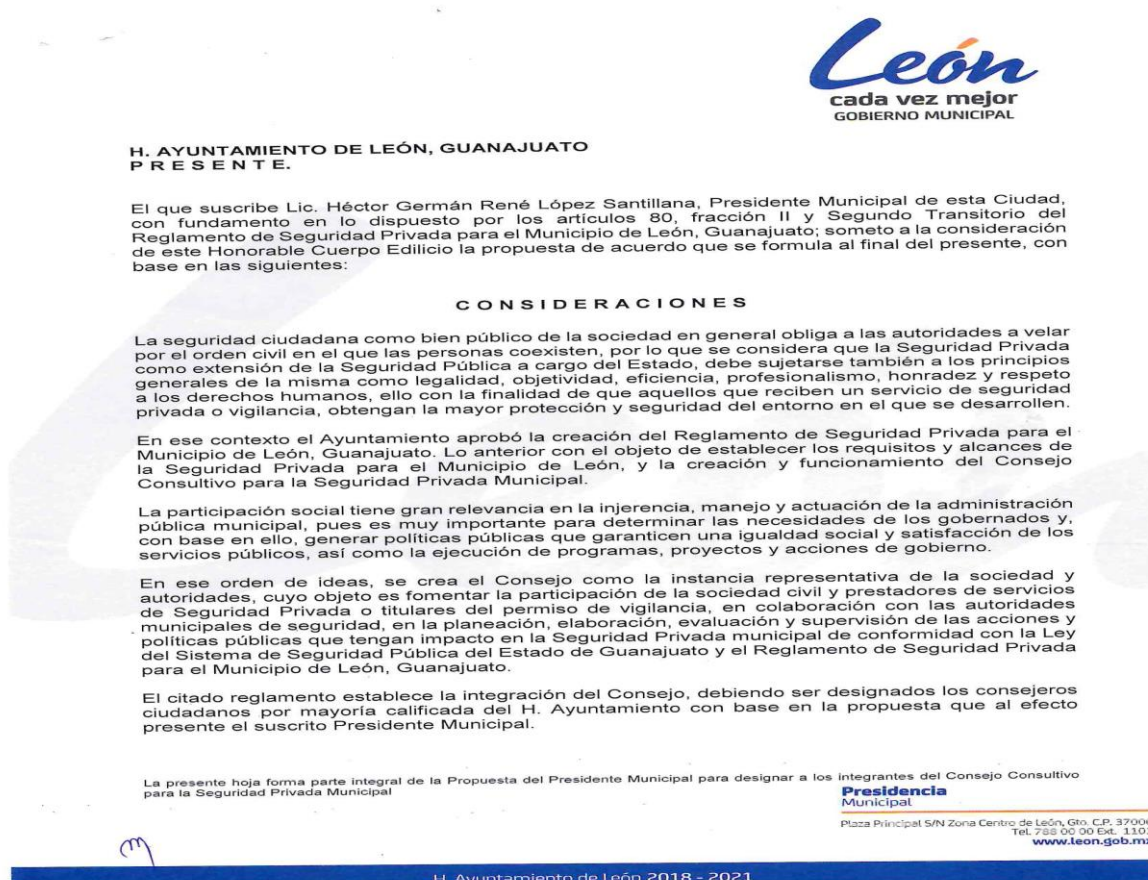 León
cada vez mejor
GOBIERNO MUNICIPAL
H. AYUNTAMIENTO DE LEÓN, GUANAJUATO
P R E S E N T E.
El que suscribe Lic. Héctor Germán René López Santillana, Presidente Municipal de esta Ciudad,
con fundamento en lo dispuesto por los artículos 80, fracción II y Segundo Transitorio del
Reglamento de Seguridad Privada para el Municipio de León, Guanajuato; someto a la consideración
de este Honorable Cuerpo Edilicio la propuesta de acuerdo que se formula al final del presente, con
base en las siguientes:
C O N S I D E R A C I O N E S
La seguridad ciudadana como bien público de la sociedad en general obliga a las autoridades a velar
por el orden civil en el que las personas coexisten, por lo que se considera que la Seguridad Privada
como extensión de la Seguridad Pública a cargo del Estado, debe sujetarse también a los principios
generales de la misma como legalidad, objetividad, eficiencia, profesionalismo, honradez y respeto
a los derechos humanos, ello con la finalidad de que aquellos que reciben un servicio de seguridad
privada o vigilancia, obtengan la mayor protección y seguridad del entorno en el que se desarrollen.
En ese contexto el Ayuntamiento aprobó la creación del Reglamento de Seguridad Privada para el
Municipio de León, Guanajuato. Lo anterior con el objeto de establecer los requisitos y alcances de
la Seguridad Privada para el Municipio de León, y la creación y funcionamiento del Consejo
Consultivo para la Seguridad Privada Municipal.
La participación social tiene gran relevancia en la injerencia, manejo y actuación de la administración
pública municipal, pues es muy importante para determinar las necesidades de los gobernados y,
con base en ello, generar políticas públicas que garanticen una igualdad social y satisfacción de los
servicios públicos, así como la ejecución de programas, proyectos y acciones de gobierno.
En ese orden de ideas, se crea el Consejo como la instancia representativa de la sociedad y
autoridades, cuyo objeto es fomentar la participación de la sociedad civil y prestadores de servicios
de Seguridad Privada o titulares del permiso de vigilancia, en colaboración con las autoridades
municipales de seguridad, en la planeación, elaboración, evaluación y supervisión de las acciones y
políticas públicas que tengan impacto en la Seguridad Privada municipal de conformidad con la Ley
del Sistema de Seguridad Pública del Estado de Guanajuato y el Reglamento de Seguridad Privada
para el Municipio de León, Guanajuato.
El citado reglamento establece la integración del Consejo, debiendo ser designados los consejeros
ciudadanos por mayoría calificada del H. Ayuntamiento con base en la propuesta que al efecto
presente el suscrito Presidente Municipal.
La presente hoja forma parte integral de la Propuesta del Presidente Municipal para designar a los integrantes del Consejo Consultivo
para la Seguridad Privada Municipal
Presidencia
Municipal
Plaza Principal S/N Zona Centro de León, Gto. C.P. 37000
Tel. 788 00 00 Ext. 110
www.leon.gob.mx
H. Ayuntamiento de León 2018 - 2021